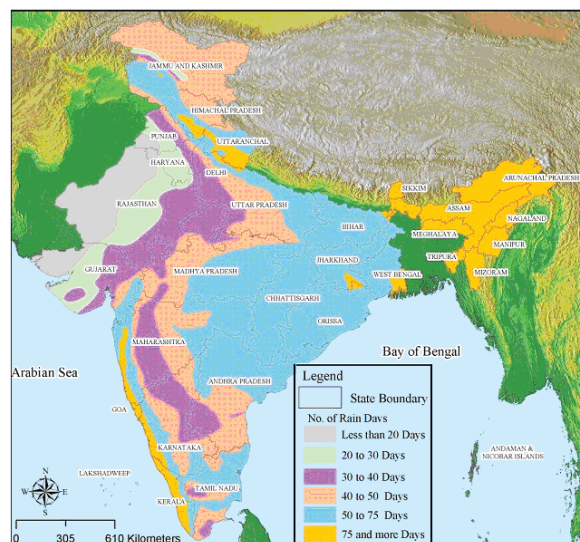 JAMMU AND KASHMIR
HIMACHAL PRADESH
PUNJAB
UTTARANCHAL
HARYANA
DELHI
ARUNACHAL PRADESH
SIKKIM
RAJASTHAN
UTTAR PRADESH
ASSAM
NAGALAND
BIHAR
MEGHALAYA
MANIPUR
JHARKHAND
TRIPURA
GUJARAT
MADHYA PRADESH
WEST BENGAL
MIZORAM
CHHATTISGARH
ORISSA
MAHARASHTRA
Bay of Bengal
Arabian Sea
ANDHRA PRADESH
GOA
KARNATAKA
LAKSHADWEEP
TAMIL NADU
KERALA
ANDAMAN &
NICOBAR ISLANDS
Legend
State Boundary
No. of Rain Days
Less than 20 Days
20 to 30 Days
30 to 40 Days
40 to 50 Days
50 to 75 Days
75 and more Days
N
W E
S
0 305 610 Kilometers